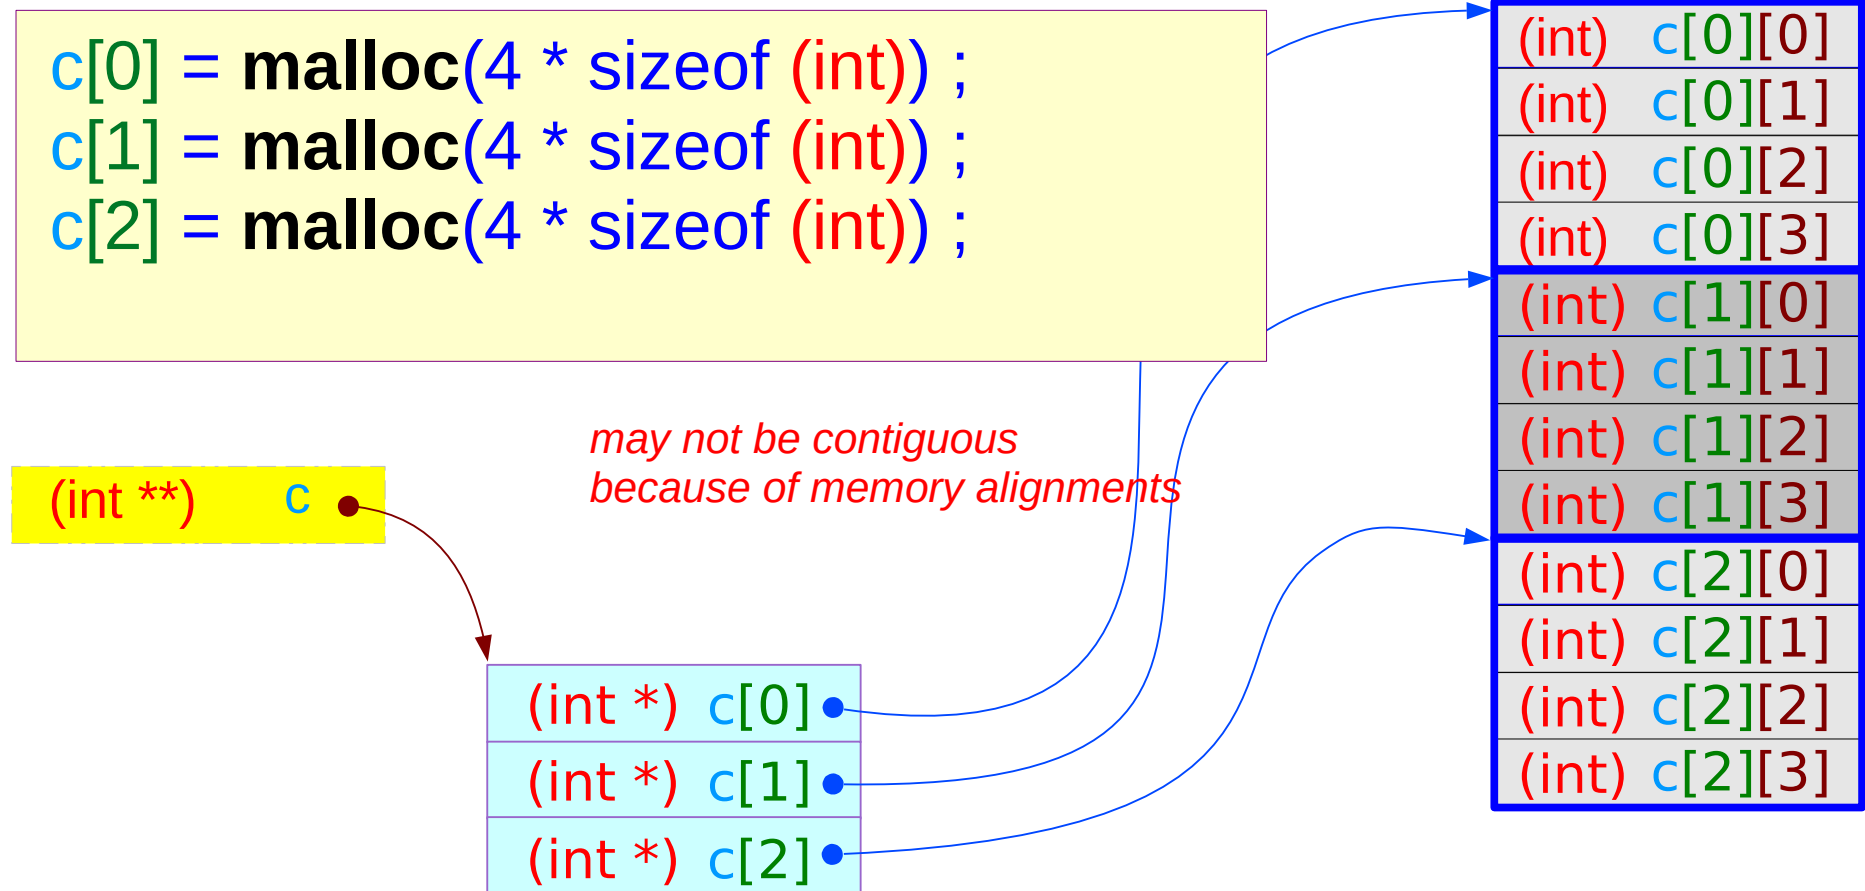 c[0] = malloc(4 * sizeof (int)) ;
c[1] = malloc(4 * sizeof (int)) ;
c[2] = malloc(4 * sizeof (int)) ;
may not be contiguous
because of memory alignments
(int **) c
(int *) c[0]
(int *) c[1]
(int *) c[2]
(int) c[0][0]
(int) c[0][1]
(int) c[0][2]
(int) c[0][3]
(int) c[1][0]
(int) c[1][1]
(int) c[1][2]
(int) c[1][3]
(int) c[2][0]
(int) c[2][1]
(int) c[2][2]
(int) c[2][3]